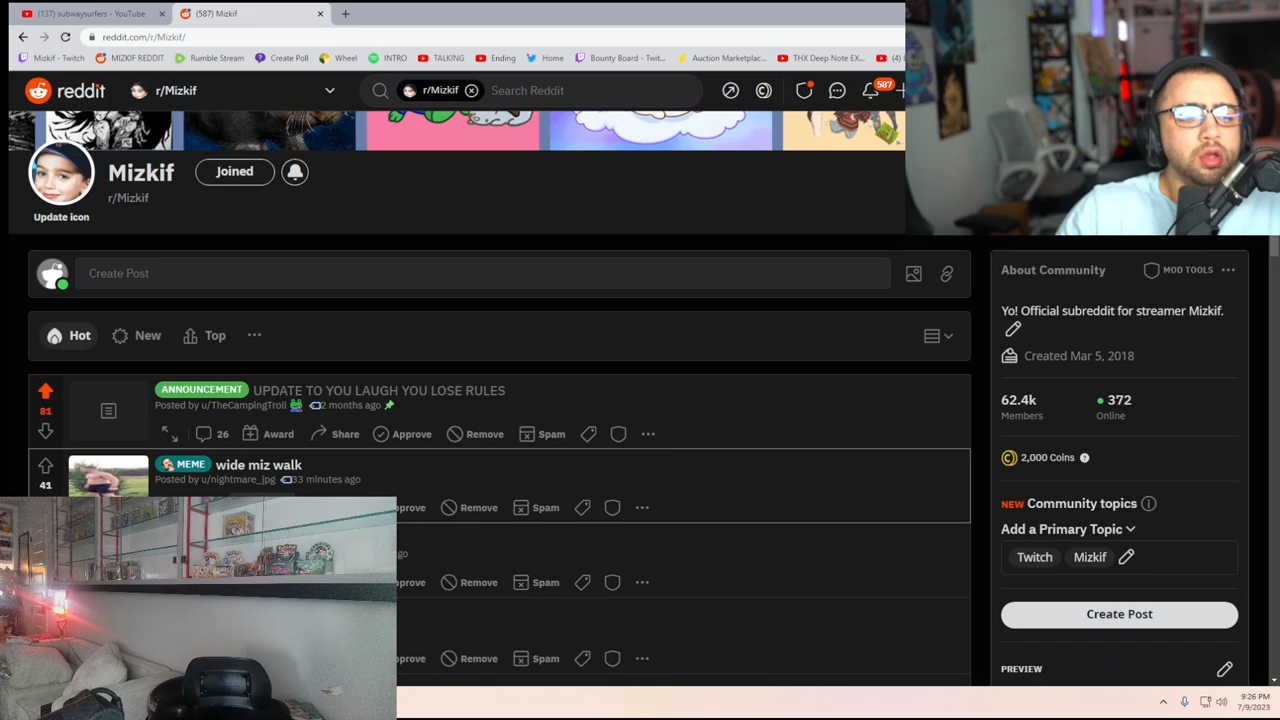 (137) subwaysurfers - YouTube
(587) Mizkif
reddit.com/r/Mizkif/
Mizkif - Twitch MIZKIF REDDIT Rumble Stream Create Poll Wheel INTRO TALKING Ending Home Bounty Board - Twit... Auction Marketplac... THX Deep Note EX... (4)
reddit r/Mizkif r/Mizkif Search Reddit 587
Mizkif Joined
r/Mizkif
Update icon
Create Post
Hot New Top
ANNOUNCEMENT UPDATE TO YOU LAUGH YOU LOSE RULES
Posted by u/TheCampingTroll 2 months ago
81
26 Award Share Approve Remove Spam
MEME wide miz walk
Posted by u/nightmare_jpg 33 minutes ago
41
prove Remove Spam
go
prove Remove Spam
prove Remove Spam
About Community MOD TOOLS
Yo! Official subreddit for streamer Mizkif.
Created Mar 5, 2018
62.4k 372
Members Online
2,000 Coins
NEW Community topics
Add a Primary Topic
Twitch Mizkif
Create Post
PREVIEW
9:26 PM
7/9/2023